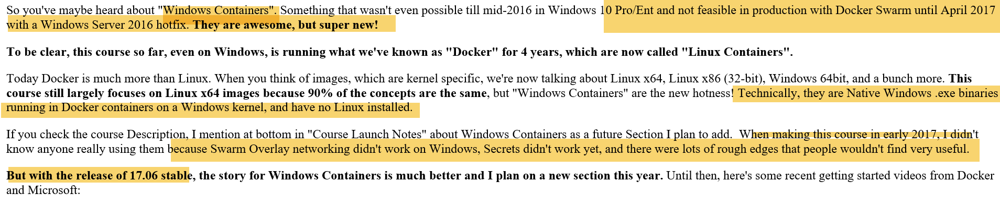 So you've maybe heard about "Windows Containers". Something that wasn't even possible till mid-2016 in Windows 10 Pro/Ent and not feasible in production with Docker Swarm until April 2017
with a Windows Server 2016 hotfix. They are awesome, but super new!
To be clear, this course so far, even on Windows, is running what we've known as "Docker" for 4 years, which are now called "Linux Containers".
Today Docker is much more than Linux. When you think of images, which are kernel specific, we're now talking about Linux x64, Linux x86 (32-bit), Windows 64bit, and a bunch more. This
course still largely focuses on Linux x64 images because 90% of the concepts are the same, but "Windows Containers" are the new hotness! Technically, they are Native Windows .exe binaries
running in Docker containers on a Windows kernel, and have no Linux installed.
If you check the course Description, I mention at bottom in "Course Launch Notes" about Windows Containers as a future Section I plan to add.  When making this course in early 2017, I didn't
know anyone really using them because Swarm Overlay networking didn't work on Windows, Secrets didn't work yet, and there were lots of rough edges that people wouldn't find very useful.
But with the release of 17.06 stable, the story for Windows Containers is much better and I plan on a new section this year. Until then, here's some recent getting started videos from Docker
and Microsoft: